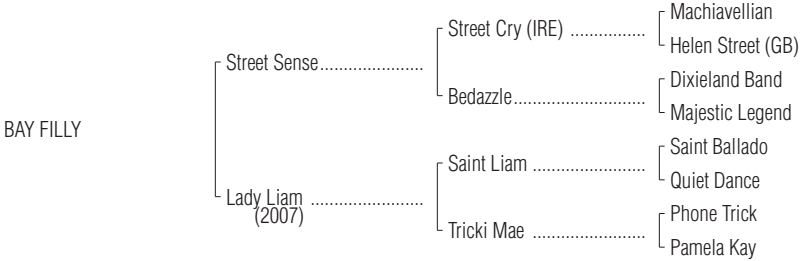 Machiavellian
Street Cry (IRE) ................
Helen Street (GB)
Street Sense......................
Dixieland Band
Bedazzle............................
Majestic Legend
BAY FILLY
Saint Ballado
Saint Liam ........................
Quiet Dance
Lady Liam ........................
(2007)
Phone Trick
Tricki Mae ........................
Pamela Kay